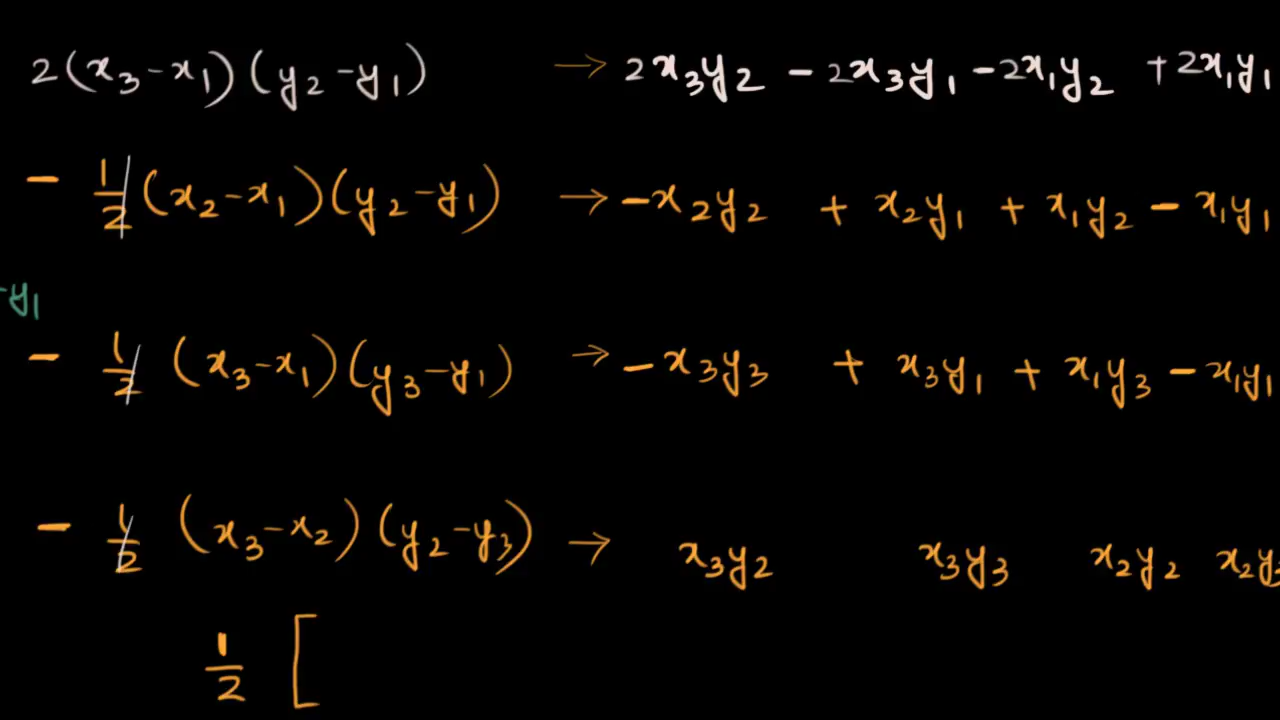 2(x₃-x₁)(y₂-y₁) → 2x₃y₂ - 2x₃y₁ - 2x₁y₂ + 2x₁y₁
- 1/2 (x₂-x₁)(y₂-y₁) → -x₂y₂ + x₂y₁ + x₁y₂ - x₁y₁
-y₁
- 1/2 (x₃-x₁)(y₃-y₁) → -x₃y₃ + x₃y₁ + x₁y₃ - x₁y₁
- 1/2 (x₃-x₂)(y₂-y₃) → x₃y₂ x₃y₃ x₂y₂ x₂y₃
1/2 [